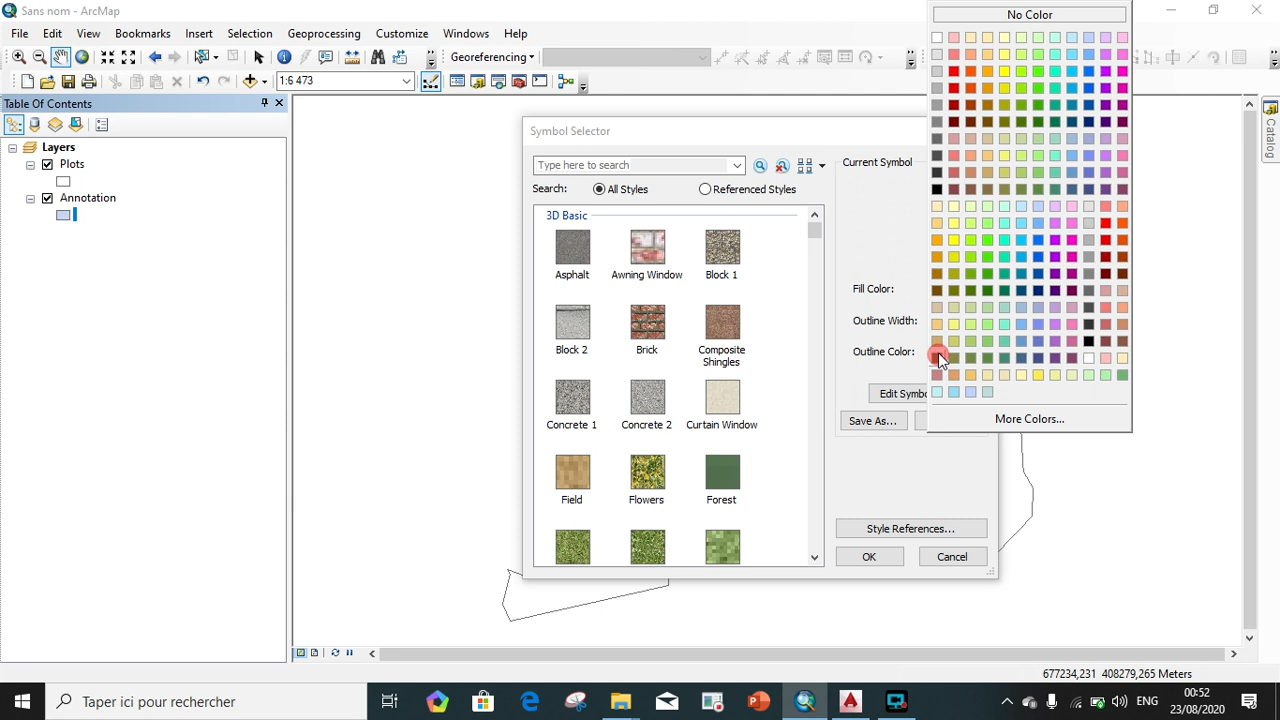 Sans nom - ArcMap
File Edit View Bookmarks Insert Selection Geoprocessing Customize Windows Help
No Color
Georeferencing
1:6 473
Table Of Contents
Layers
Plots
Annotation
Symbol Selector
Type here to search
Search: All Styles Referenced Styles
Current Symbol
3D Basic
Asphalt Awning Window Block 1
Block 2 Brick Composite Shingles
Concrete 1 Concrete 2 Curtain Window
Field Flowers Forest
Fill Color:
Outline Width:
Outline Color:
Save As...
More Colors...
Style References...
OK Cancel
Catalog
677234,231 408279,265 Meters
Taper ici pour rechercher
ENG
00:52
23/08/2020